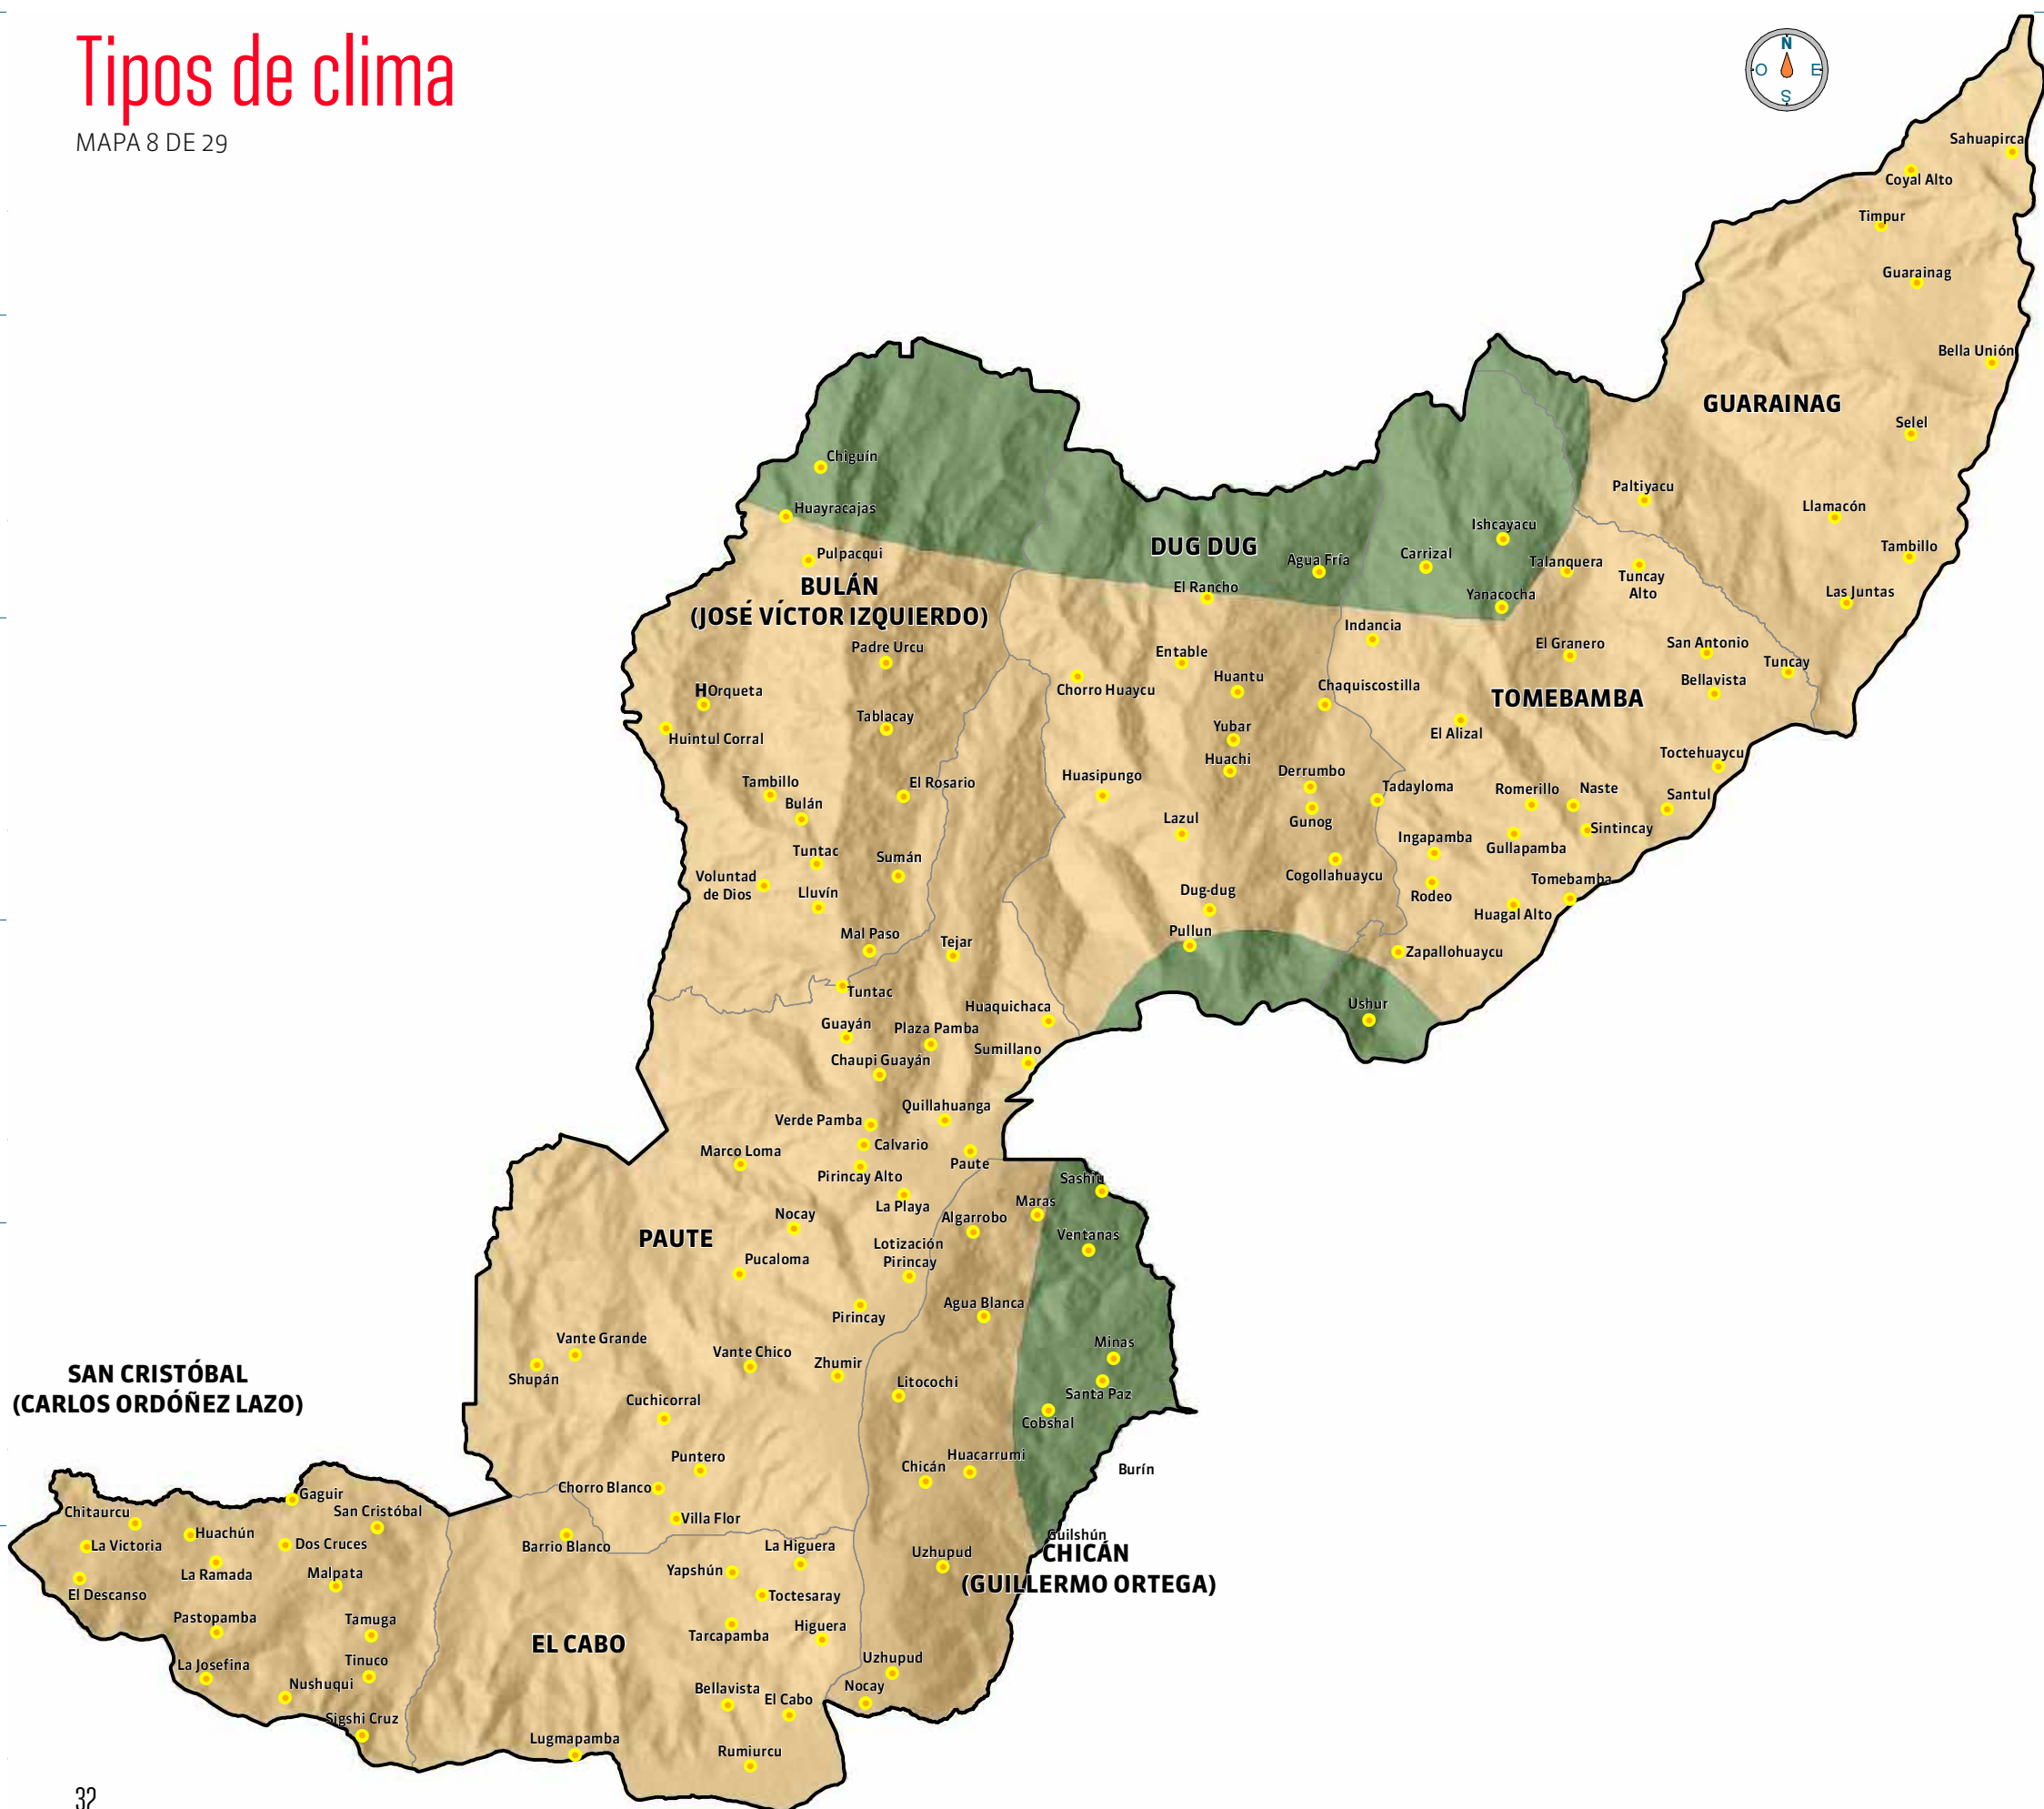 Tipos de clima
MAPA 8 DE 29
N
O
E
S
Sahuapirca
Coyal Alto
Timpur
Guarainag
Bella Unión
GUARAINAG
Selel
Chiguín
Paltiyacu
Huayracajas
Llamacón
Ishcayacu
DUG DUG
Pulpacqui
Carrizal
Tambillo
Agua Fría
Talanquera
Tuncay
Alto
BULÁN
(JOSÉ VÍCTOR IZQUIERDO)
El Rancho
Yanacocha
Las Juntas
Indancia
El Granero
San Antonio
Padre Urcu
Entable
Tuncay
Huantu
Bellavista
HOrqueta
Chorro Huaycu
Chaquiscostilla
TOMEBAMBA
Tablacay
Yubar
El Alizal
Huintul Corral
Huachi
Toctehuaycu
Derrumbo
Huasipungo
Tambillo
El Rosario
Tadayloma
Romerillo
Naste
Santul
Bulán
Lazul
Gunog
Sintincay
Ingapamba
Gullapamba
Tuntac
Sumán
Voluntad
de Dios
Cogollahuaycu
Tomebamba
Lluvín
Dug-dug
Rodeo
Huagal Alto
Mal Paso
Tejar
Pullun
Zapallohuaycu
Tuntac
Huaquichaca
Ushur
Guayán
Plaza Pamba
Sumillano
Chaupi Guayán
Quillahuanga
Verde Pamba
Calvario
Marco Loma
Paute
Pirincay Alto
Sashiu
La Playa
Maras
Nocay
Algarrobo
PAUTE
Ventanas
Lotización
Pirincay
Pucaloma
Agua Blanca
Pirincay
Vante Grande
Minas
Vante Chico
Zhumir
SAN CRISTÓBAL
(CARLOS ORDÓÑEZ LAZO)
Shupán
Litocochi
Santa Paz
Cuchicorral
Cobshal
Puntero
Huacarrumi
Chicán
Burín
Chorro Blanco
Gaguir
Chitaurcu
San Cristóbal
Villa Flor
Huachún
Guilshún
La Victoria
Dos Cruces
Barrio Blanco
La Higuera
Uzhupud
CHICÁN
(GUILLERMO ORTEGA)
La Ramada
Malpata
Yapshún
El Descanso
Toctesaray
Pastopamba
Tamuga
Tarcapamba
Higuera
EL CABO
La Josefina
Tinuco
Uzhupud
Nushuqui
Bellavista
El Cabo
Nocay
Sigshi Cruz
Lugmapamba
Rumiurcu
32